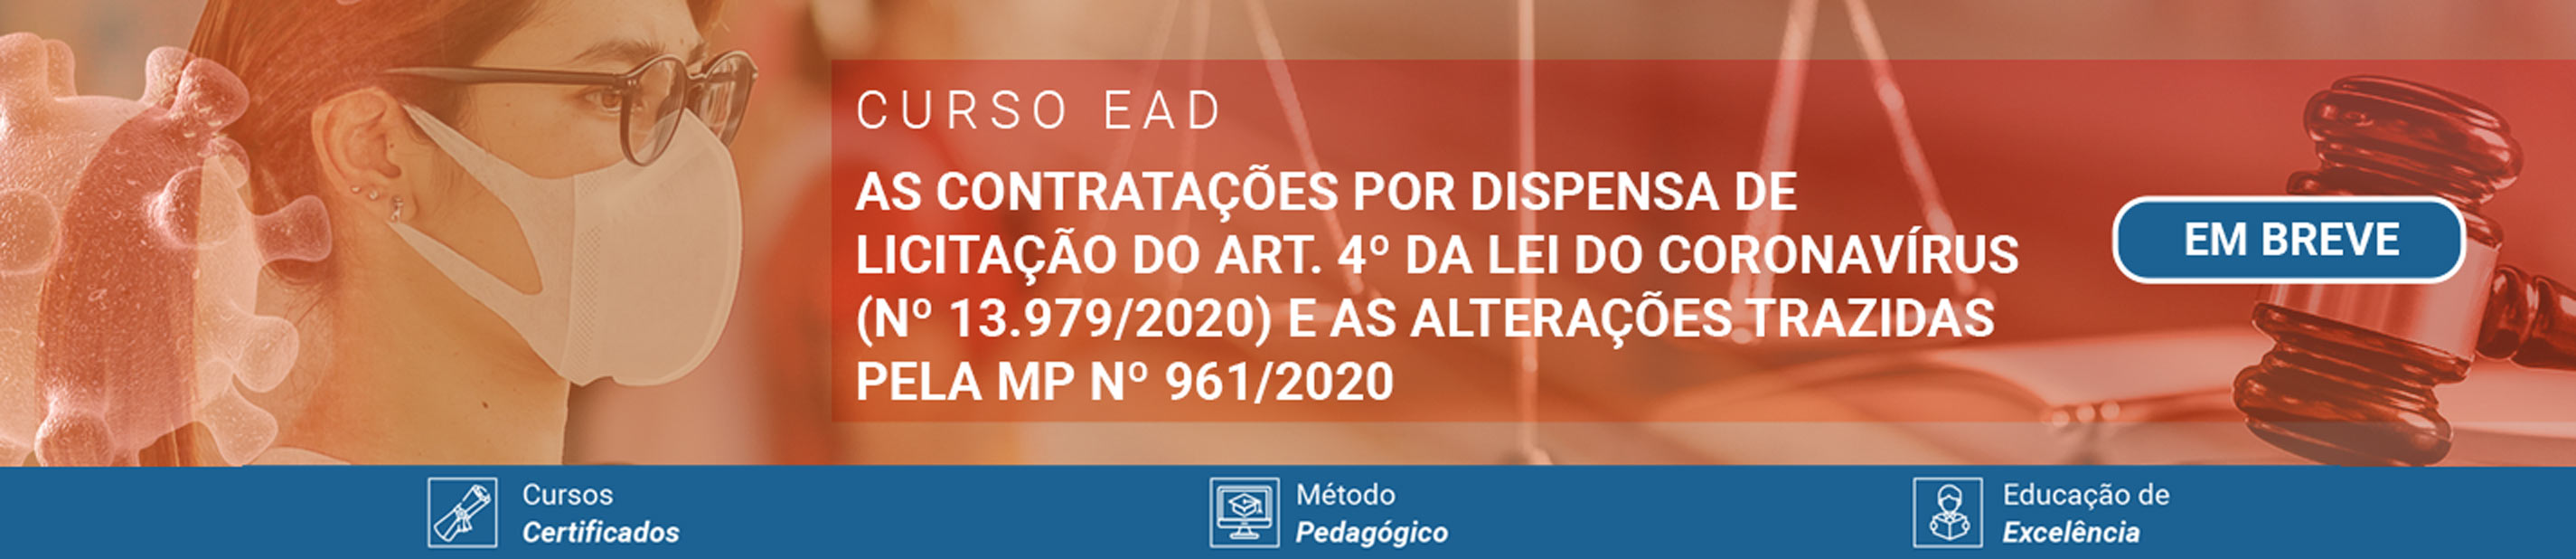 CURSO EAD
AS CONTRATAÇÕES POR DISPENSA DE
LICITAÇÃO DO ART. 4º DA LEI DO CORONAVÍRUS
(Nº 13.979/2020) E AS ALTERAÇÕES TRAZIDAS
PELA MP Nº 961/2020
EM BREVE
Cursos
Certificados
Método
Pedagógico
Educação de
Excelência